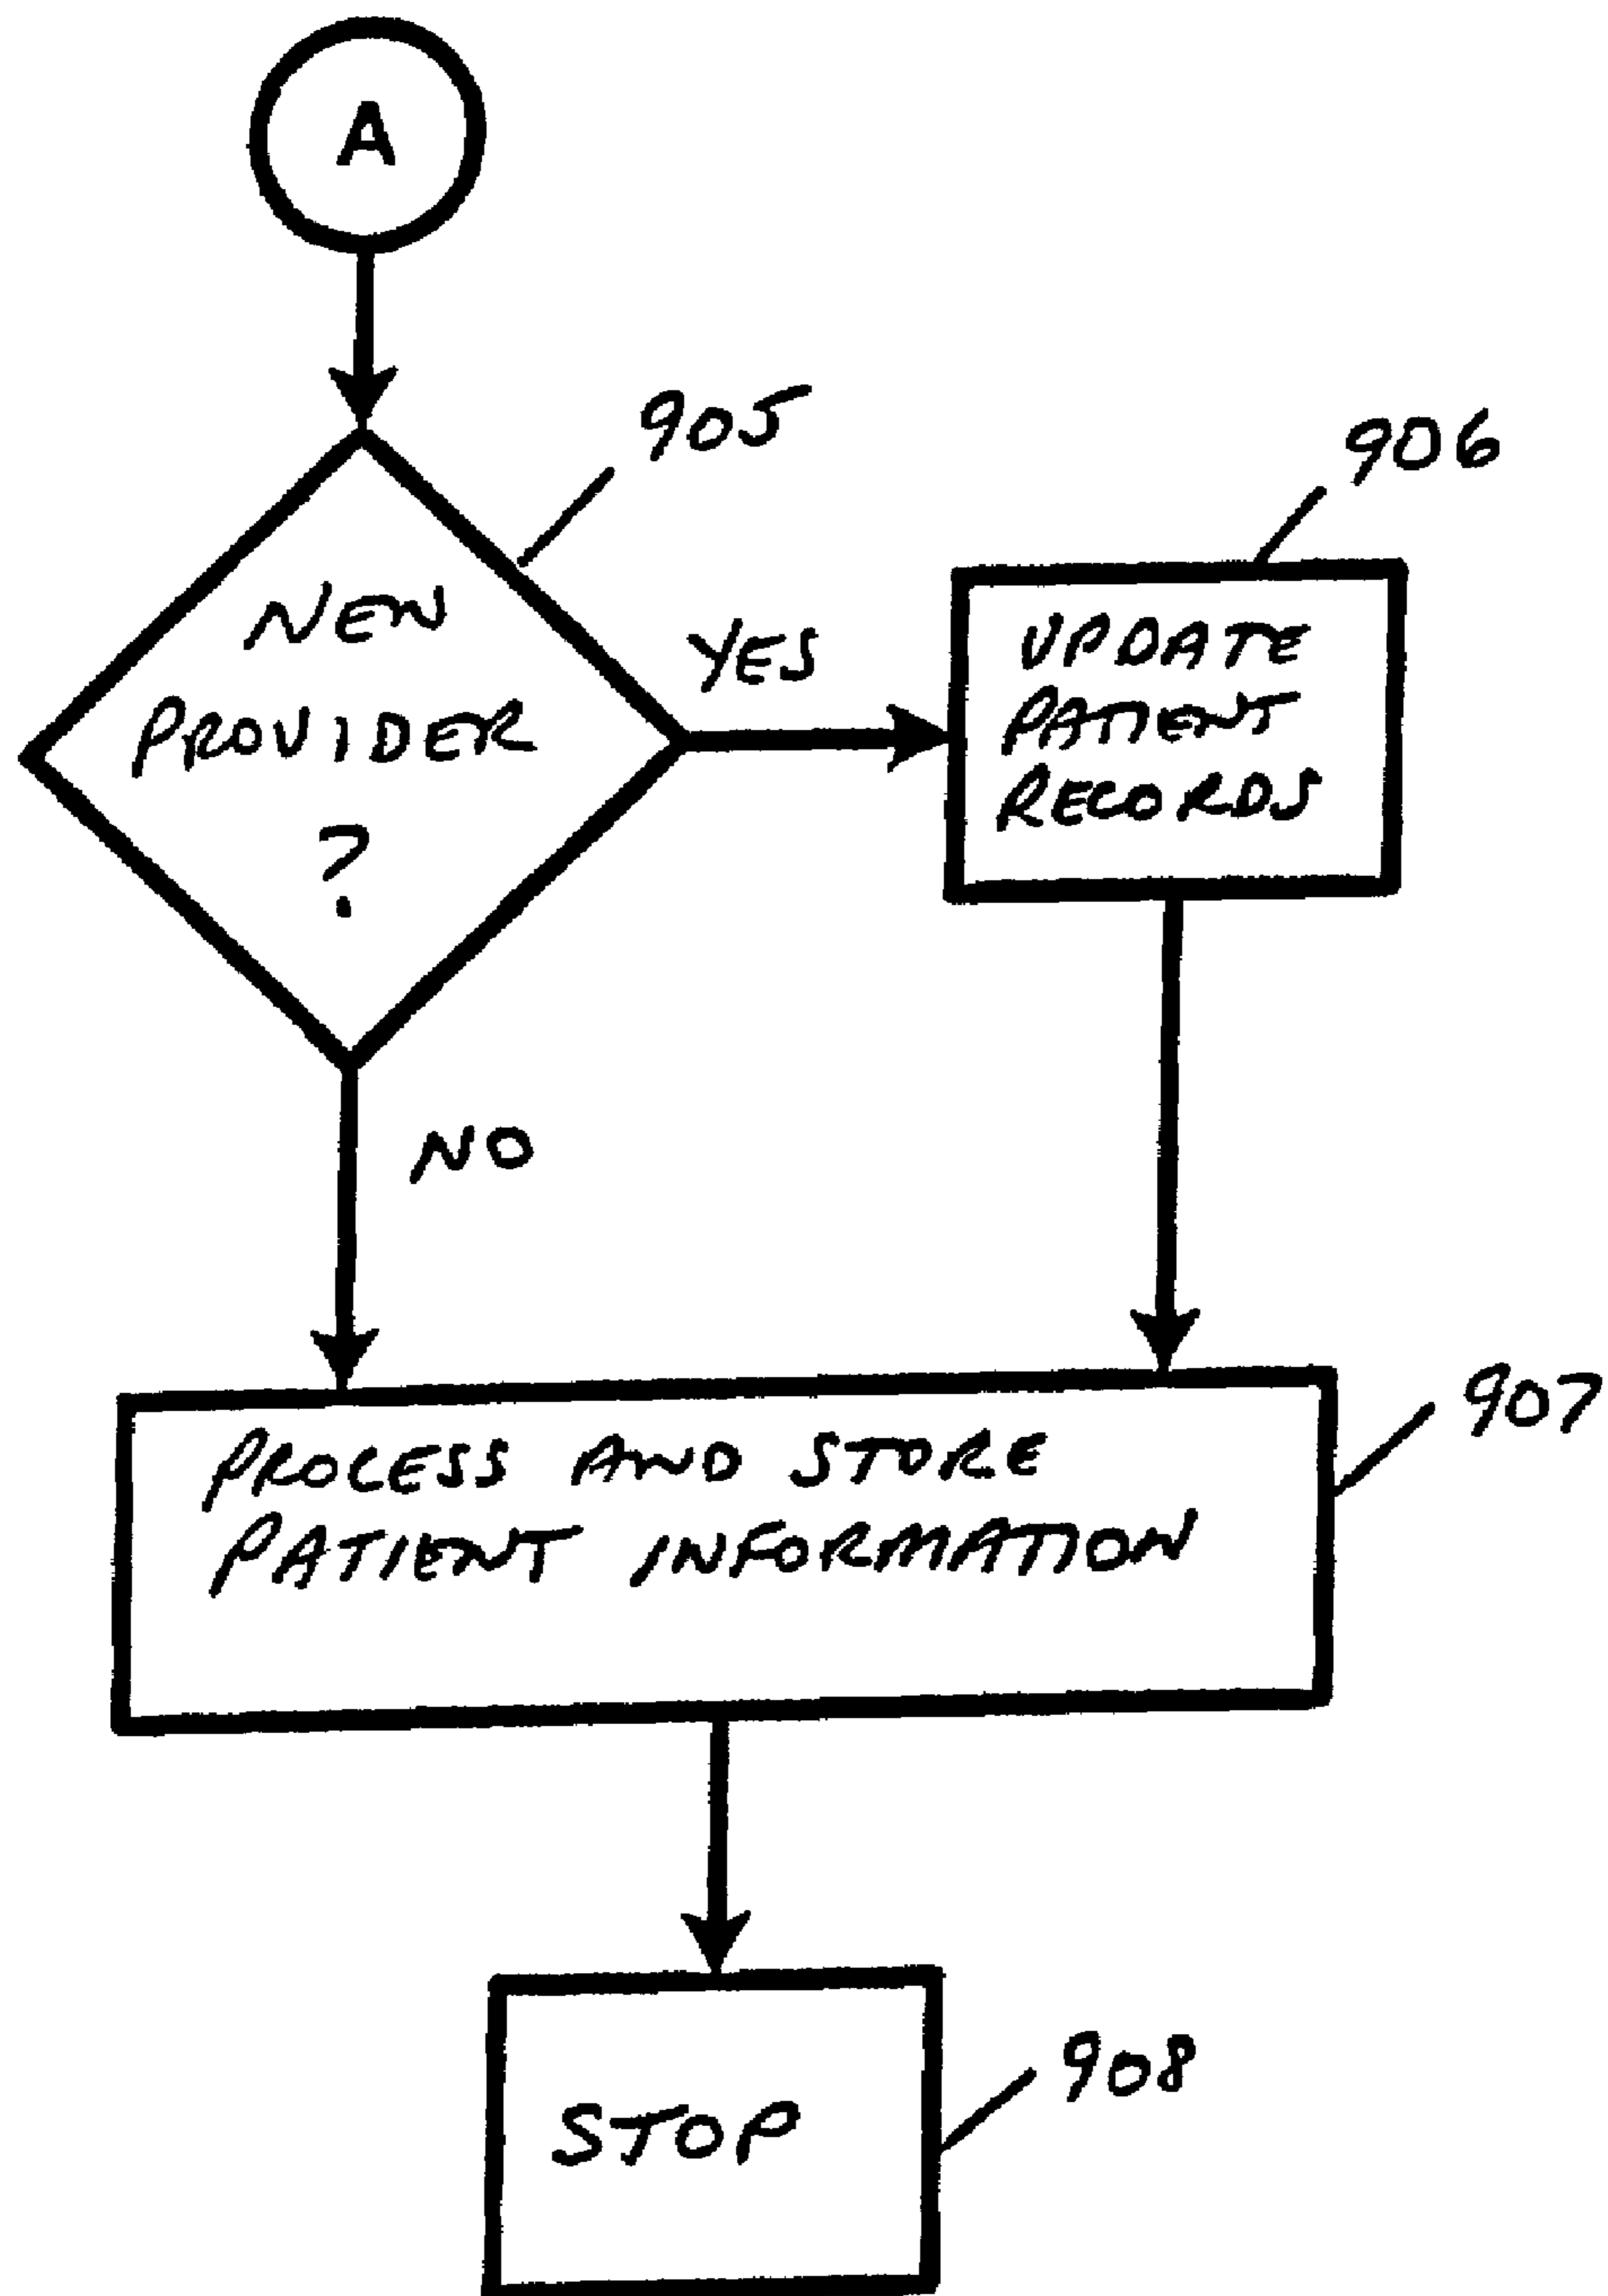 A
905
906
NEW
PROVIDER
?
YES
UPDATE
PATIENT
RECORDS
NO
907
PROCESS AND STORE
PATIENT INFORMATION
908
STOP